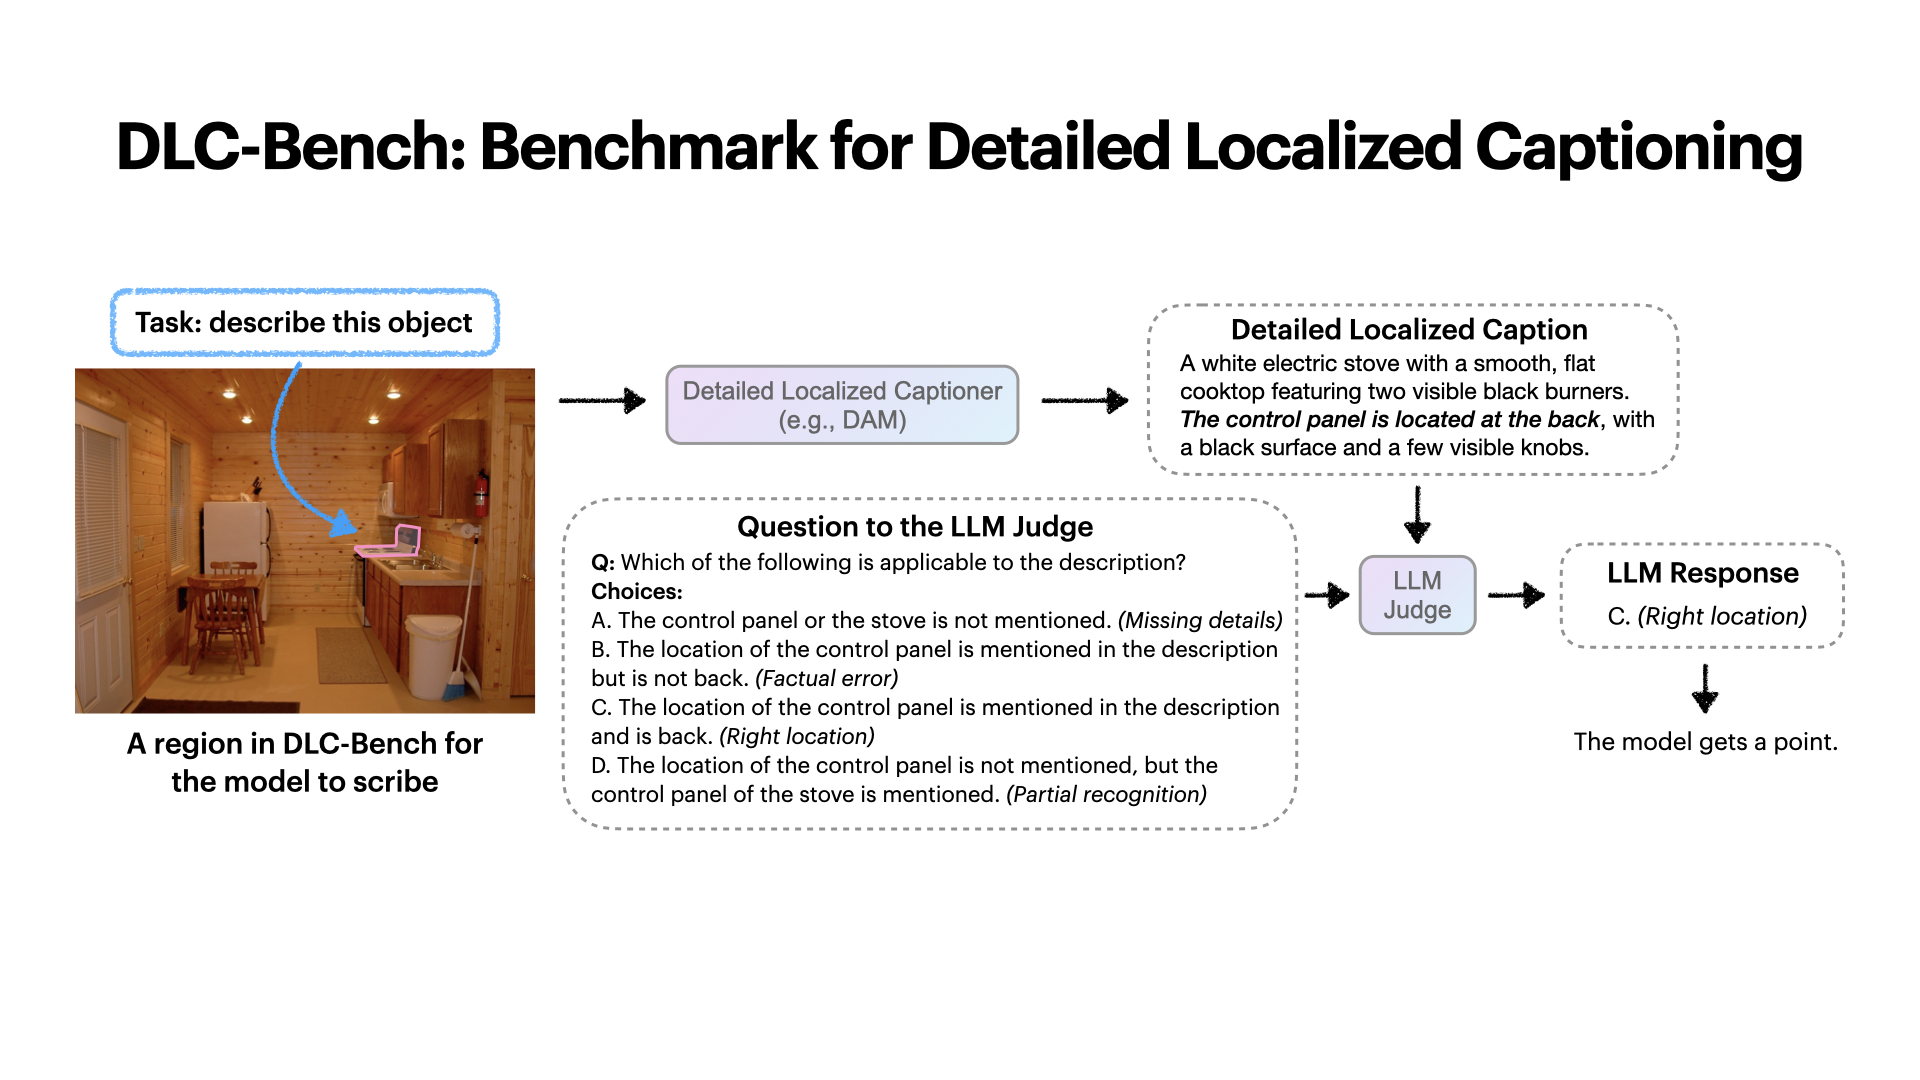 DLC-Bench: Benchmark for Detailed Localized Captioning
Task: describe this object
A region in DLC-Bench for
the model to scribe
Detailed Localized Captioner
(e.g., DAM)
Detailed Localized Caption
A white electric stove with a smooth, flat
cooktop featuring two visible black burners.
The control panel is located at the back, with
a black surface and a few visible knobs.
Question to the LLM Judge
Q: Which of the following is applicable to the description?
Choices:
A. The control panel or the stove is not mentioned. (Missing details)
B. The location of the control panel is mentioned in the description
but is not back. (Factual error)
C. The location of the control panel is mentioned in the description
and is back. (Right location)
D. The location of the control panel is not mentioned, but the
control panel of the stove is mentioned. (Partial recognition)
LLM
Judge
LLM Response
C. (Right location)
The model gets a point.